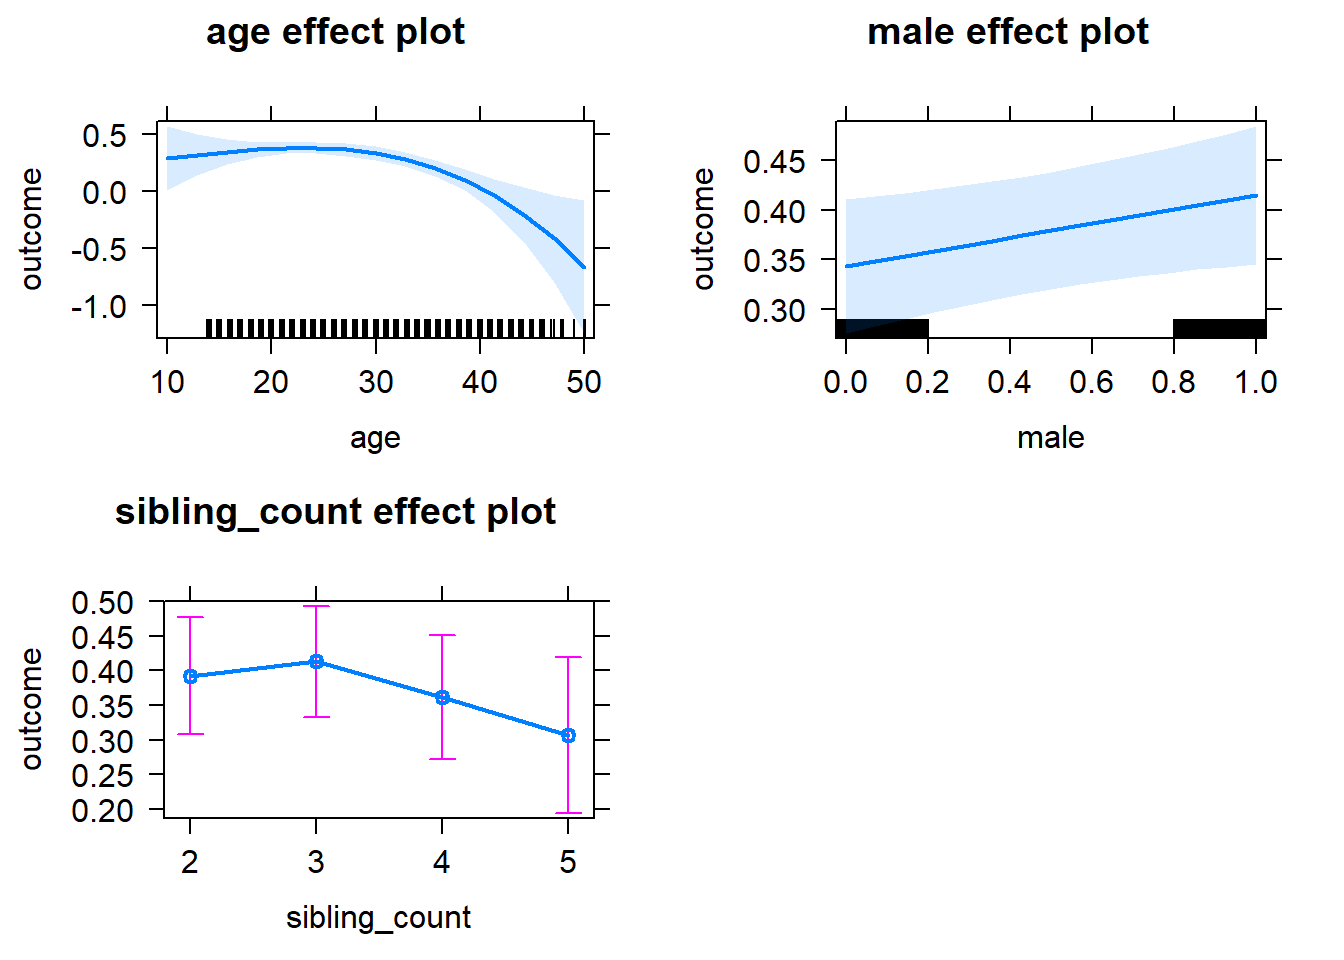 age effect plot
outcome
0.5
0.0
-0.5
-1.0
10 20 30 40 50
age
male effect plot
outcome
0.45
0.40
0.35
0.30
0.0 0.2 0.4 0.6 0.8 1.0
male
sibling_count effect plot
outcome
0.50
0.45
0.40
0.35
0.30
0.25
0.20
2 3 4 5
sibling_count